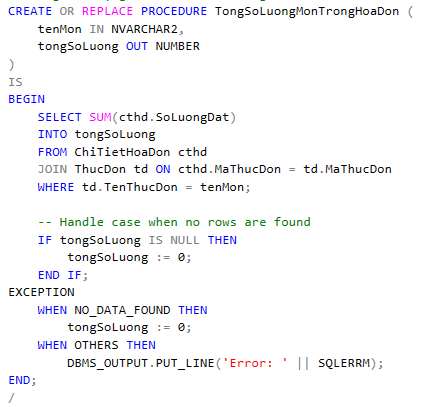 CREATE OR REPLACE PROCEDURE TongSoLuongMonTrongHoaDon (
    tenMon IN NVARCHAR2,
    tongSoLuong OUT NUMBER
)
IS
BEGIN
    SELECT SUM(cthd.SoLuongDat)
    INTO tongSoLuong
    FROM ChiTietHoaDon cthd
    JOIN ThucDon td ON cthd.MaThucDon = td.MaThucDon
    WHERE td.TenThucDon = tenMon;

    -- Handle case when no rows are found
    IF tongSoLuong IS NULL THEN
        tongSoLuong := 0;
    END IF;
EXCEPTION
    WHEN NO_DATA_FOUND THEN
        tongSoLuong := 0;
    WHEN OTHERS THEN
        DBMS_OUTPUT.PUT_LINE('Error: ' || SQLERRM);
END;
/